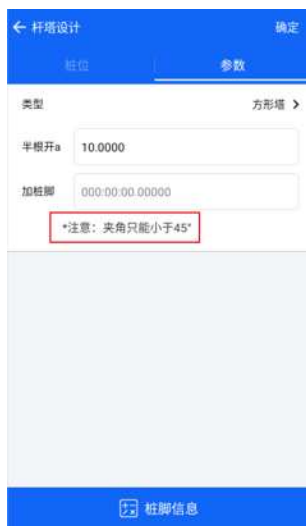 ← 杆塔设计 确定
桩位 参数
类型 方形塔 >
半根开a 10.0000
加桩脚 000:00:00.00000
*注意：夹角只能小于45°
桩脚信息